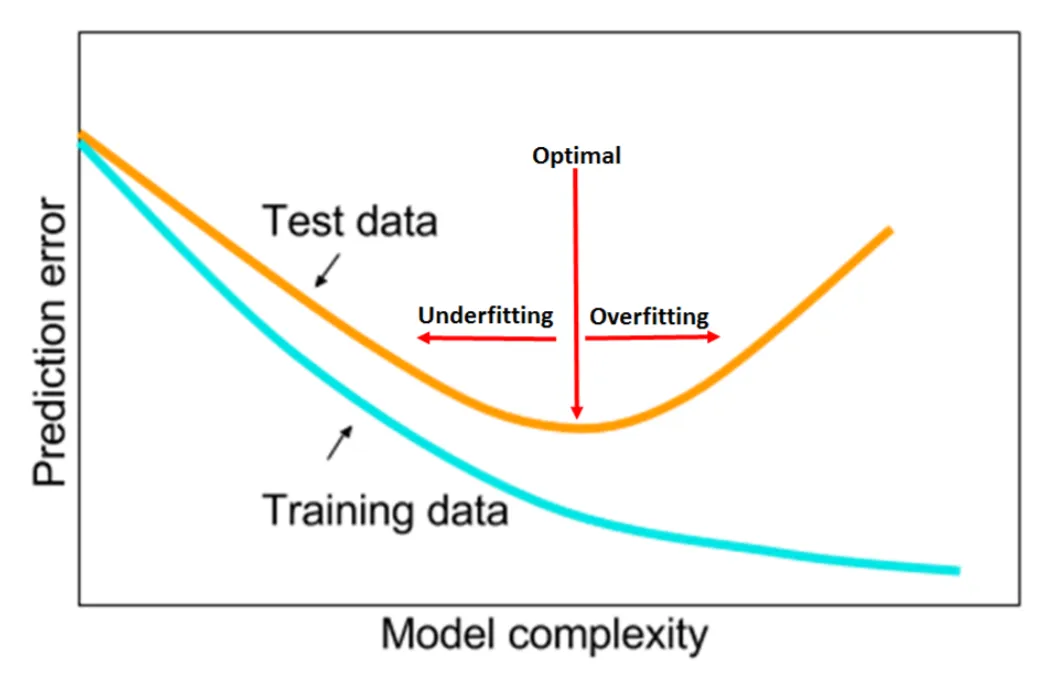 Optimal
Test data
Underfitting
Overfitting
Prediction error
Training data
Model complexity